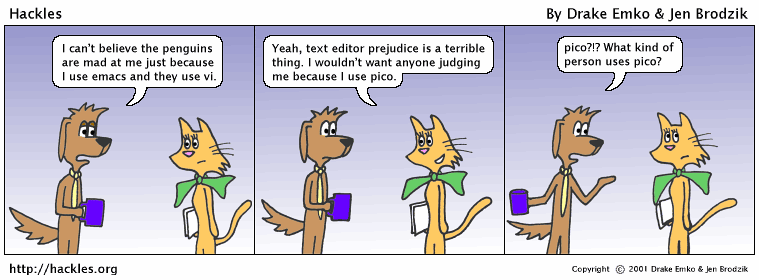 Hackles
By Drake Emko & Jen Brodzik
I can't believe the penguins
are mad at me just because
I use emacs and they use vi.
Yeah, text editor prejudice is a terrible
thing. I wouldn't want anyone judging
me because I use pico.
pico?!? What kind of
person uses pico?
http://hackles.org
Copyright © 2001 Drake Emko & Jen Brodzik